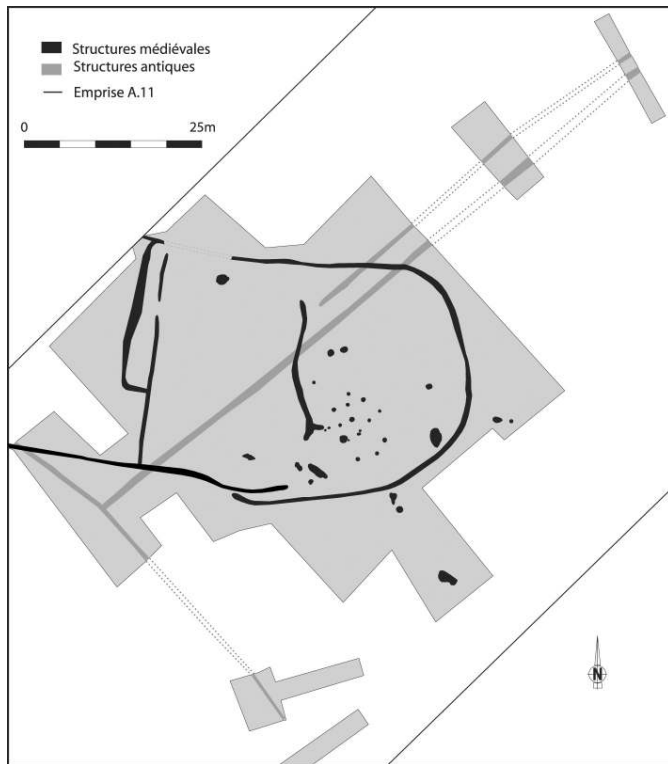 Structures médiévales
Structures antiques
Emprise A.11
0 25m
N